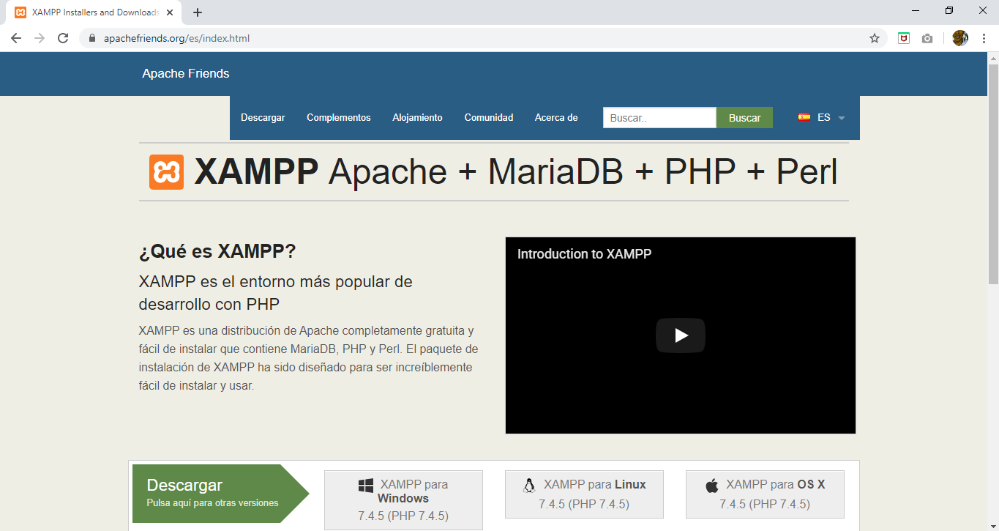 XAMPP Installers and Downloads
apachefriends.org/es/index.html
Apache Friends
Descargar Complementos Alojamiento Comunidad Acerca de Buscar.. Buscar ES
XAMPP Apache + MariaDB + PHP + Perl
¿Qué es XAMPP?
XAMPP es el entorno más popular de
desarrollo con PHP
XAMPP es una distribución de Apache completamente gratuita y
fácil de instalar que contiene MariaDB, PHP y Perl. El paquete de
instalación de XAMPP ha sido diseñado para ser increíblemente
fácil de instalar y usar.
Introduction to XAMPP
Descargar
Pulsa aquí para otras versiones
XAMPP para
Windows
7.4.5 (PHP 7.4.5)
XAMPP para Linux
7.4.5 (PHP 7.4.5)
XAMPP para OS X
7.4.5 (PHP 7.4.5)